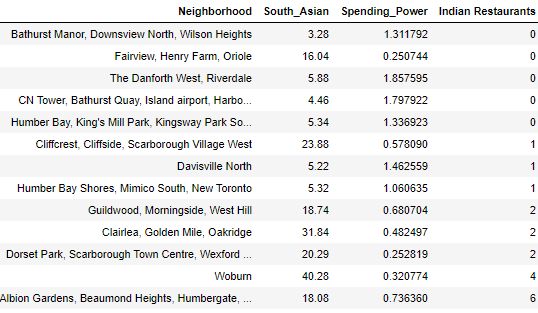 Neighborhood South_Asian Spending_Power Indian Restaurants
Bathurst Manor, Downsview North, Wilson Heights 3.28 1.311792 0
Fairview, Henry Farm, Oriole 16.04 0.250744 0
The Danforth West, Riverdale 5.88 1.857595 0
CN Tower, Bathurst Quay, Island airport, Harbo... 4.46 1.797922 0
Humber Bay, King's Mill Park, Kingsway Park So... 5.34 1.336923 0
Cliffcrest, Cliffside, Scarborough Village West 23.88 0.578090 1
Davisville North 5.22 1.462559 1
Humber Bay Shores, Mimico South, New Toronto 5.32 1.060635 1
Guildwood, Morningside, West Hill 18.74 0.680704 2
Clairlea, Golden Mile, Oakridge 31.84 0.482497 2
Dorset Park, Scarborough Town Centre, Wexford ... 20.29 0.252819 2
Woburn 40.28 0.320774 4
Albion Gardens, Beaumond Heights, Humbergate, ... 18.08 0.736360 6